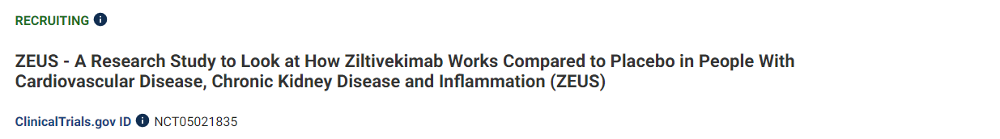 RECRUITING
ZEUS - A Research Study to Look at How Ziltivekimab Works Compared to Placebo in People With
Cardiovascular Disease, Chronic Kidney Disease and Inflammation (ZEUS)
ClinicalTrials.gov ID NCT05021835